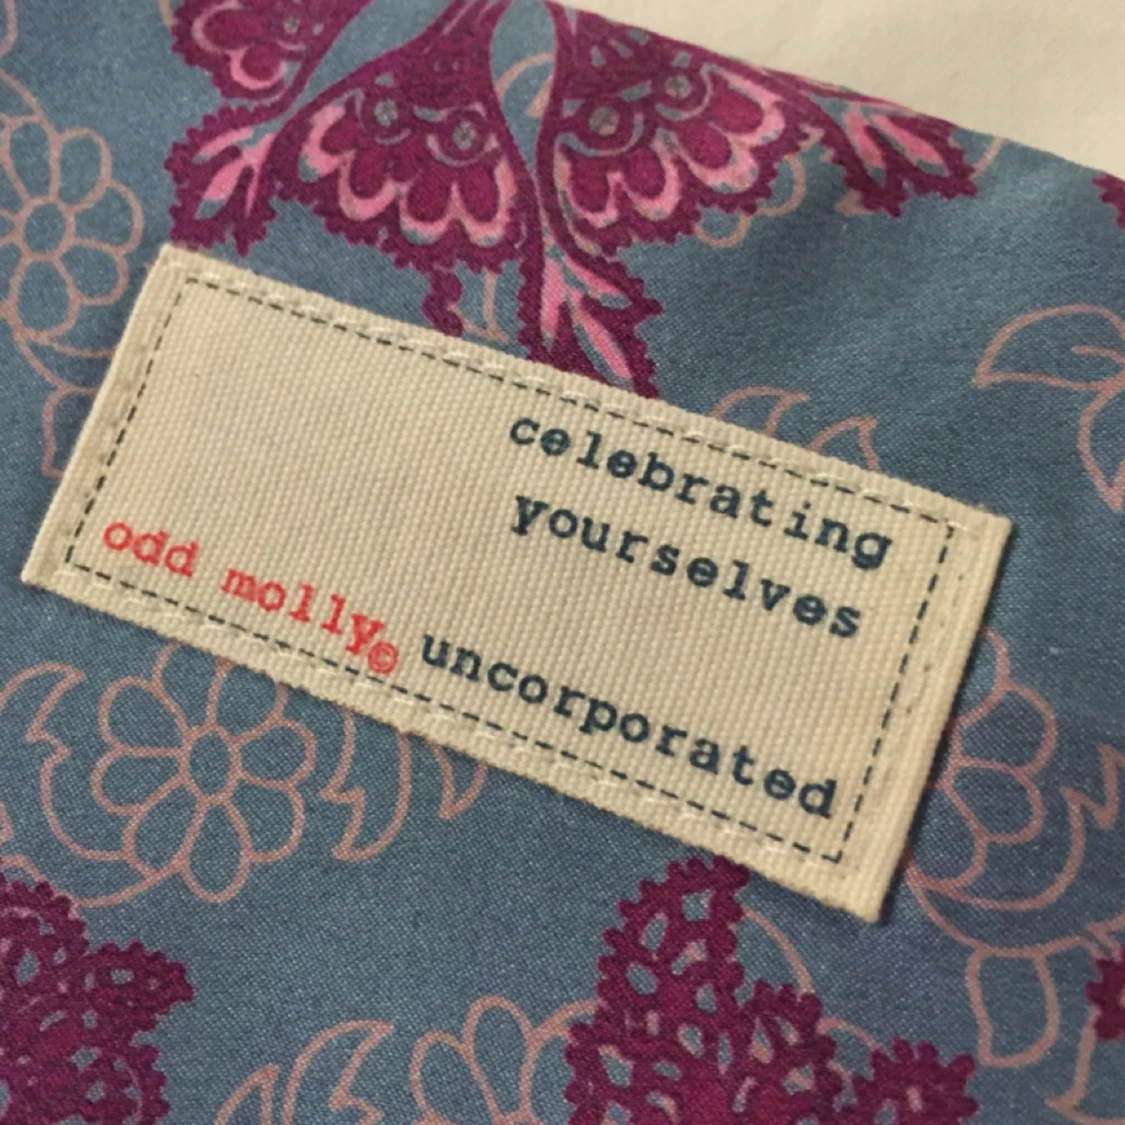 celebrating
yourselves
odd molly© uncorporated